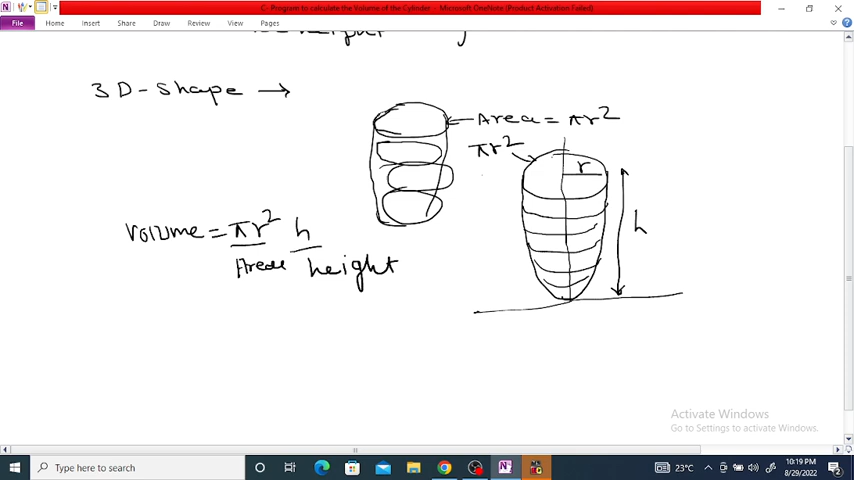 C- Program to calculate the Volume of the Cylinder - Microsoft OneNote (Product Activation Failed)
File Home Insert Share Draw Review View Pages
height
3D-Shape →
Area = πr²
πr²
r
h
Volume = πr² h
Area height
Activate Windows
Go to Settings to activate Windows.
Type here to search
23°C
10:19 PM
8/29/2022
2